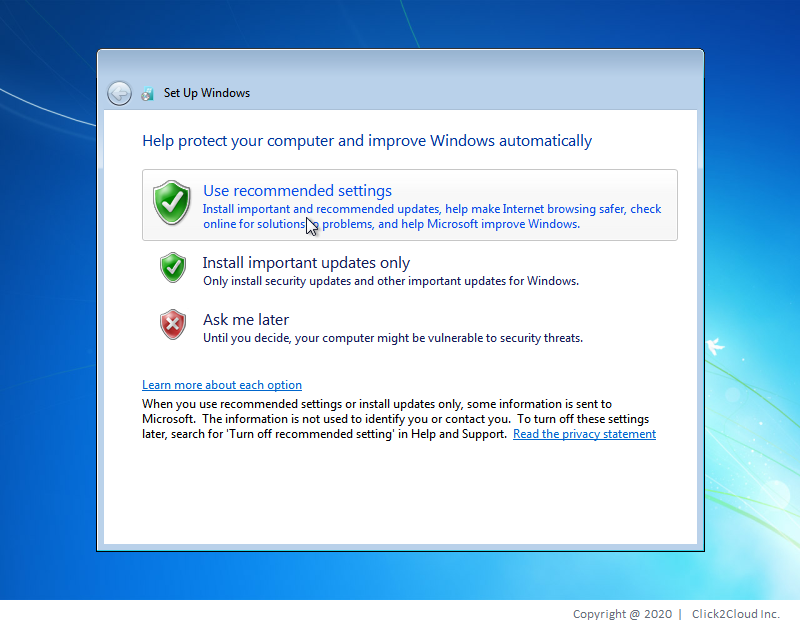 Set Up Windows
Help protect your computer and improve Windows automatically
Use recommended settings
Install important and recommended updates, help make Internet browsing safer, check
online for solutions problems, and help Microsoft improve Windows.
Install important updates only
Only install security updates and other important updates for Windows.
Ask me later
Until you decide, your computer might be vulnerable to security threats.
Learn more about each option
When you use recommended settings or install updates only, some information is sent to
Microsoft.  The information is not used to identify you or contact you.  To turn off these settings
later, search for 'Turn off recommended setting' in Help and Support.  Read the privacy statement
Copyright @ 2020 |  Click2Cloud Inc.